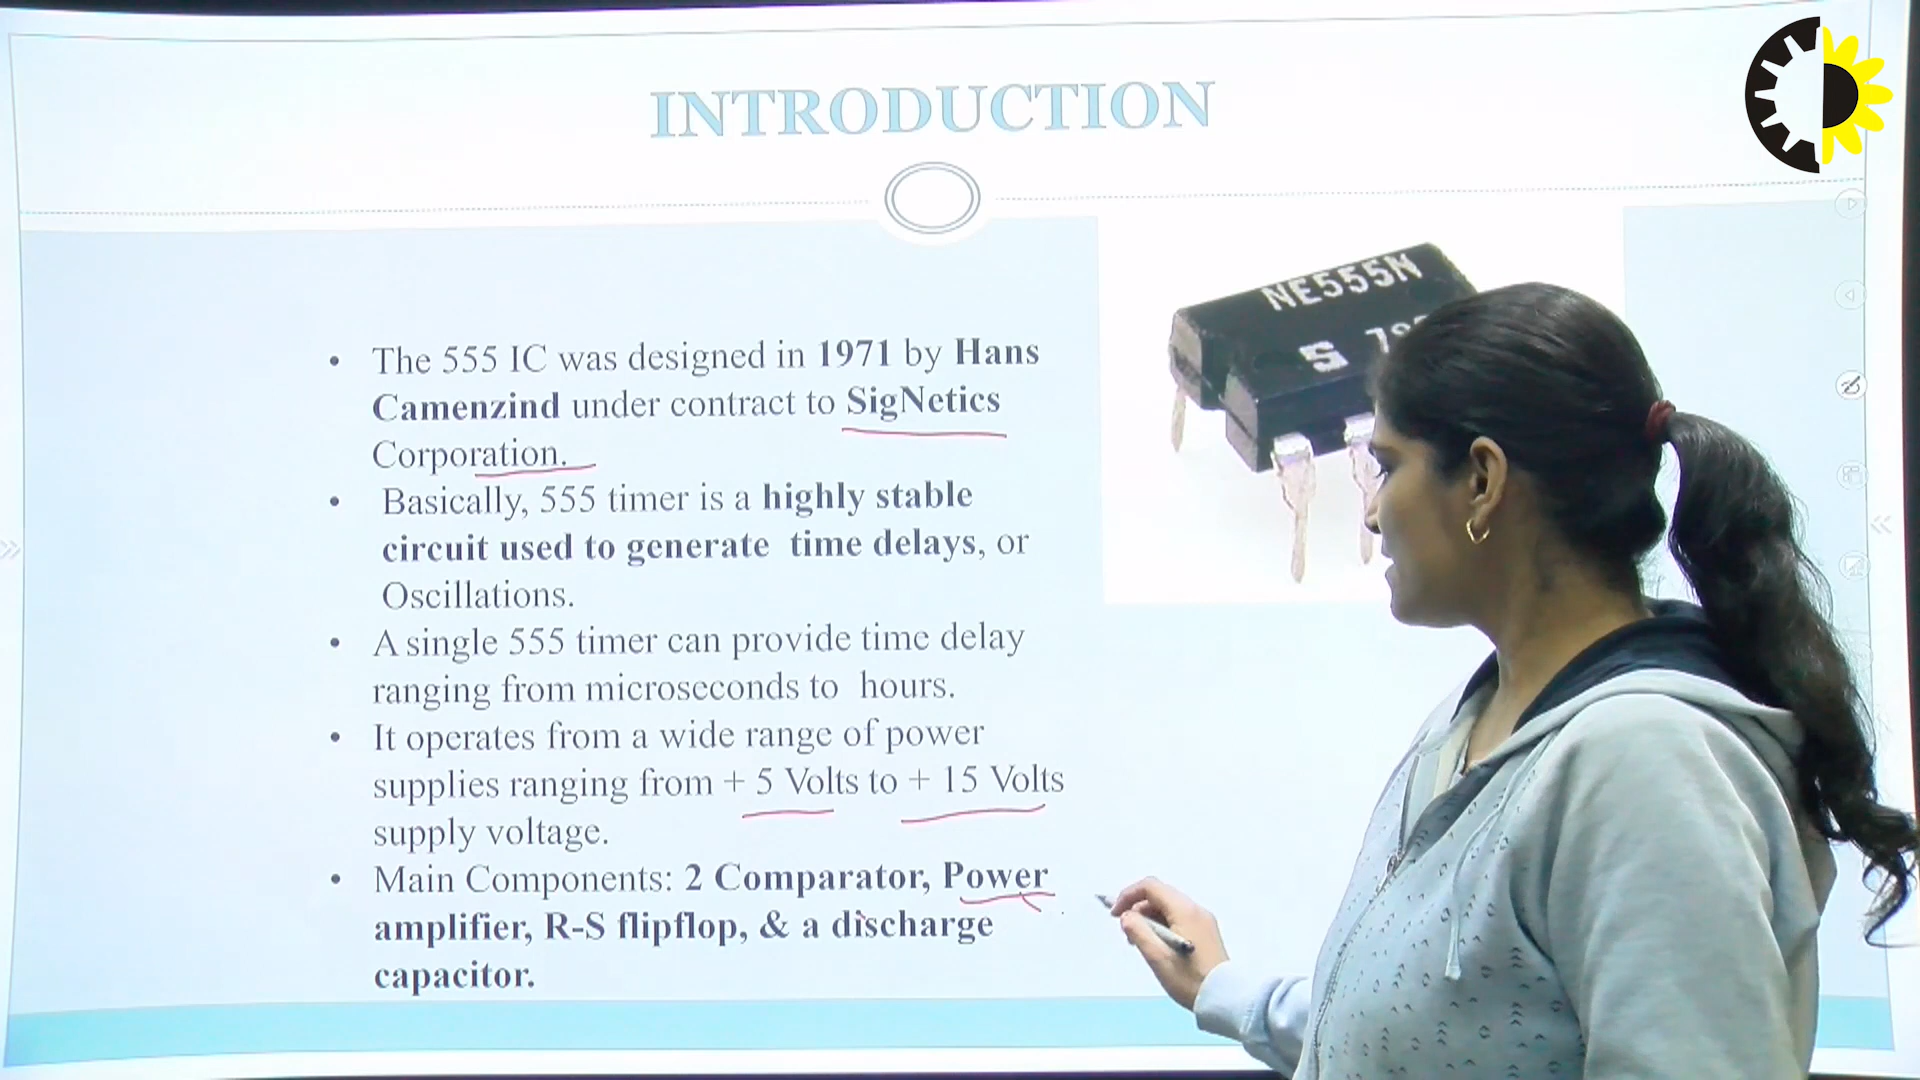 INTRODUCTION
NE555N
S
• The 555 IC was designed in 1971 by Hans
Camenzind under contract to SigNetics
Corporation.
• Basically, 555 timer is a highly stable
circuit used to generate time delays, or
Oscillations.
• A single 555 timer can provide time delay
ranging from microseconds to hours.
• It operates from a wide range of power
supplies ranging from + 5 Volts to + 15 Volts
supply voltage.
• Main Components: 2 Comparator, Power
amplifier, R-S flipflop, & a discharge
capacitor.